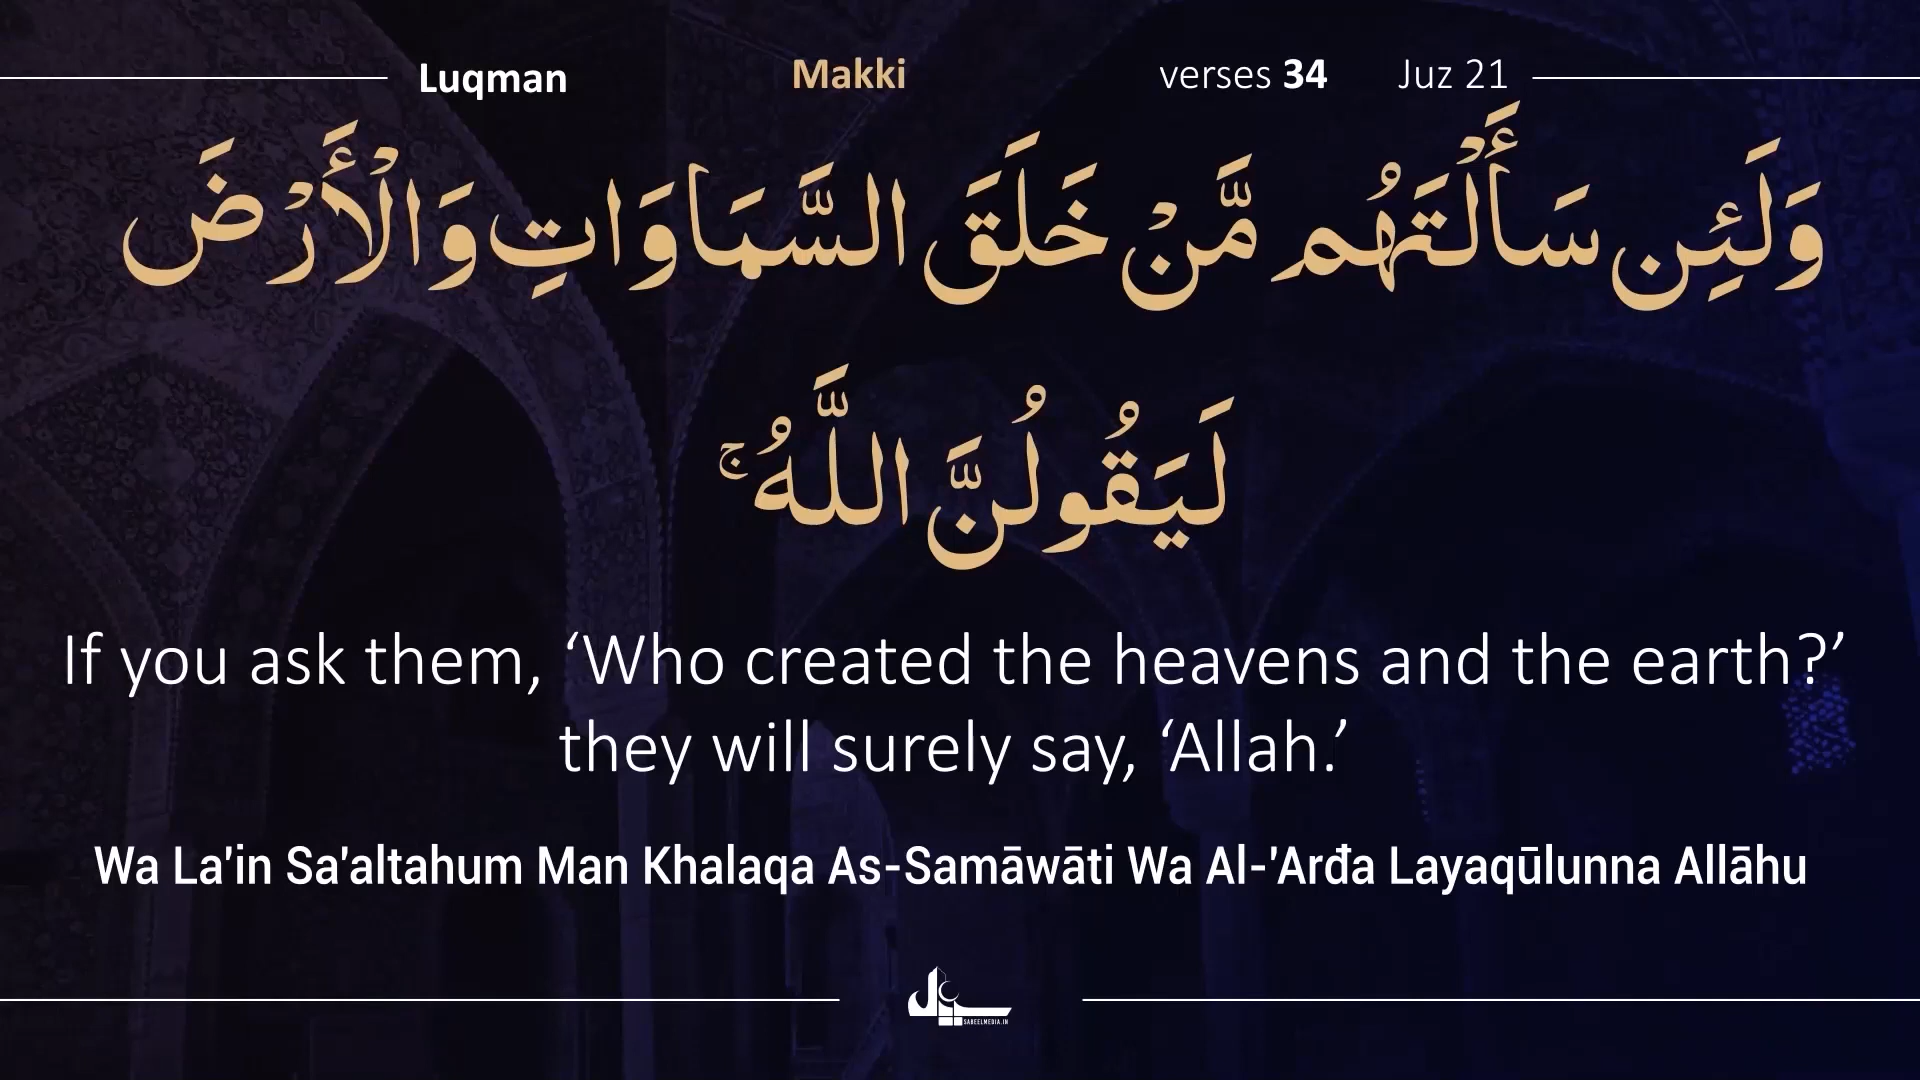 Luqman Makki verses 34 Juz 21
وَلَئِن سَأَلْتَهُم مَّنْ خَلَقَ السَّمَاوَاتِ وَالْأَرْضَ
لَيَقُولُنَّ اللَّهُ ۚ
If you ask them, ‘Who created the heavens and the earth?’
they will surely say, ‘Allah.’
Wa La'in Sa'altahum Man Khalaqa As-Samāwāti Wa Al-'Arđa Layaqūlunna Allāhu
SABEELMEDIA.IN